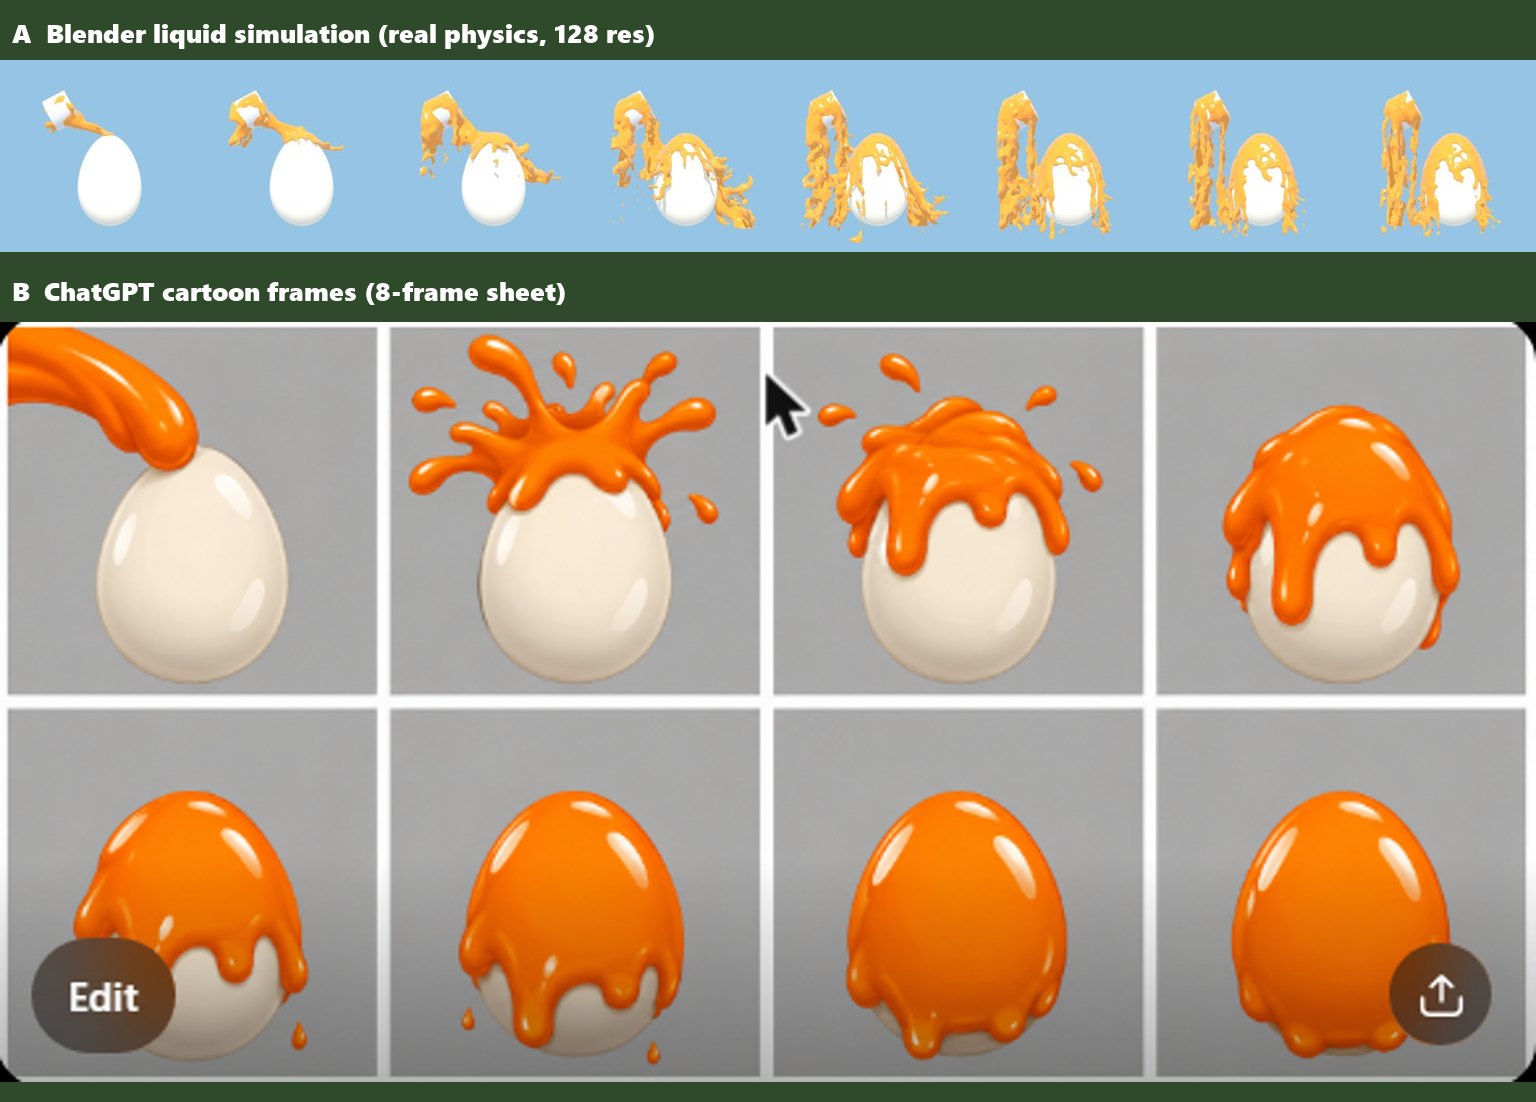 A Blender liquid simulation (real physics, 128 res)
B ChatGPT cartoon frames (8-frame sheet)
Edit